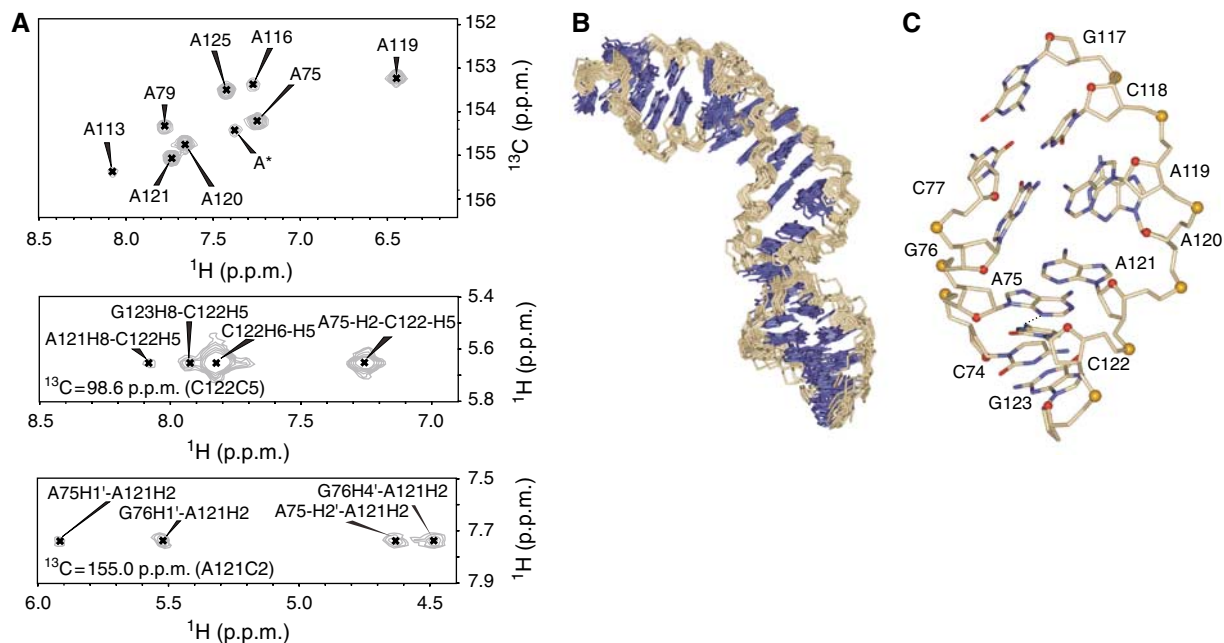 A
A125
A116
A119
A79
A75
A113
A*
A121
A120
152
153
154
155
156
¹³C (p.p.m.)
8.5
8.0
7.5
7.0
6.5
¹H (p.p.m.)
G123H8-C122H5
A121H8-C122H5
C122H6-H5
A75-H2-C122-H5
¹³C=98.6 p.p.m. (C122C5)
5.4
5.6
5.8
¹H (p.p.m.)
8.5
8.0
7.5
7.0
¹H (p.p.m.)
A75H1'-A121H2
G76H1'-A121H2
G76H4'-A121H2
A75-H2'-A121H2
¹³C=155.0 p.p.m. (A121C2)
7.5
7.7
7.9
¹H (p.p.m.)
6.0
5.5
5.0
4.5
¹H (p.p.m.)
B
C
G117
C118
A119
C77
G76
A120
A121
A75
C74
C122
G123